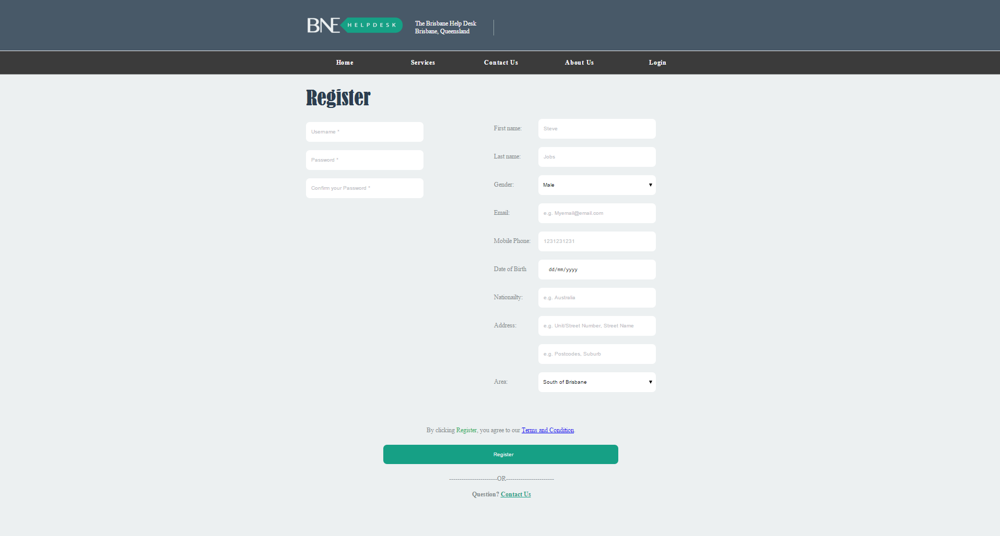 BNE HELPDESK
The Brisbane Help Desk
Brisbane, Queensland
Home Services Contact Us About Us Login
Register
Username *
Password *
Confirm your Password *
First name: Steve
Last name: Jobs
Gender: Male
Email: e.g. Myemail@email.com
Mobile Phone: 1231231231
Date of Birth dd/mm/yyyy
Nationailty: e.g. Australia
Address: e.g. Unit/Street Number, Street Name
e.g. Postcodes, Suburb
Area: South of Brisbane
By clicking Register, you agree to our Terms and Condition.
Register
-----------------------OR-----------------------
Question? Contact Us